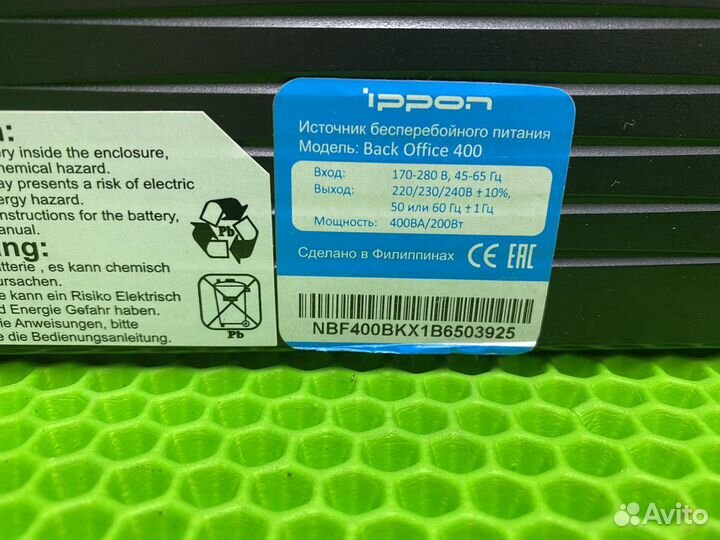 ery inside the enclosure,
hemical hazard.
ay presents a risk of electric
ergy hazard.
nstructions for the battery,
anual.
ng:
atterie , es kann chemisch
ursachen.
e kann ein Risiko Elektrisch
d Energie Gefahr haben.
e Anweisungen, bitte
e die Bedienungsanleitung.
Pb
Pb
ippon
Источник бесперебойного питания
Модель: Back Office 400
Вход: 170-280 В, 45-65 Гц
Выход: 220/230/240В ±10%,
50 или 60 Гц ±1Гц
Мощность: 400ВА/200Вт
Сделано в Филиппинах CE EAC
NBF400BKX1B6503925
Avito